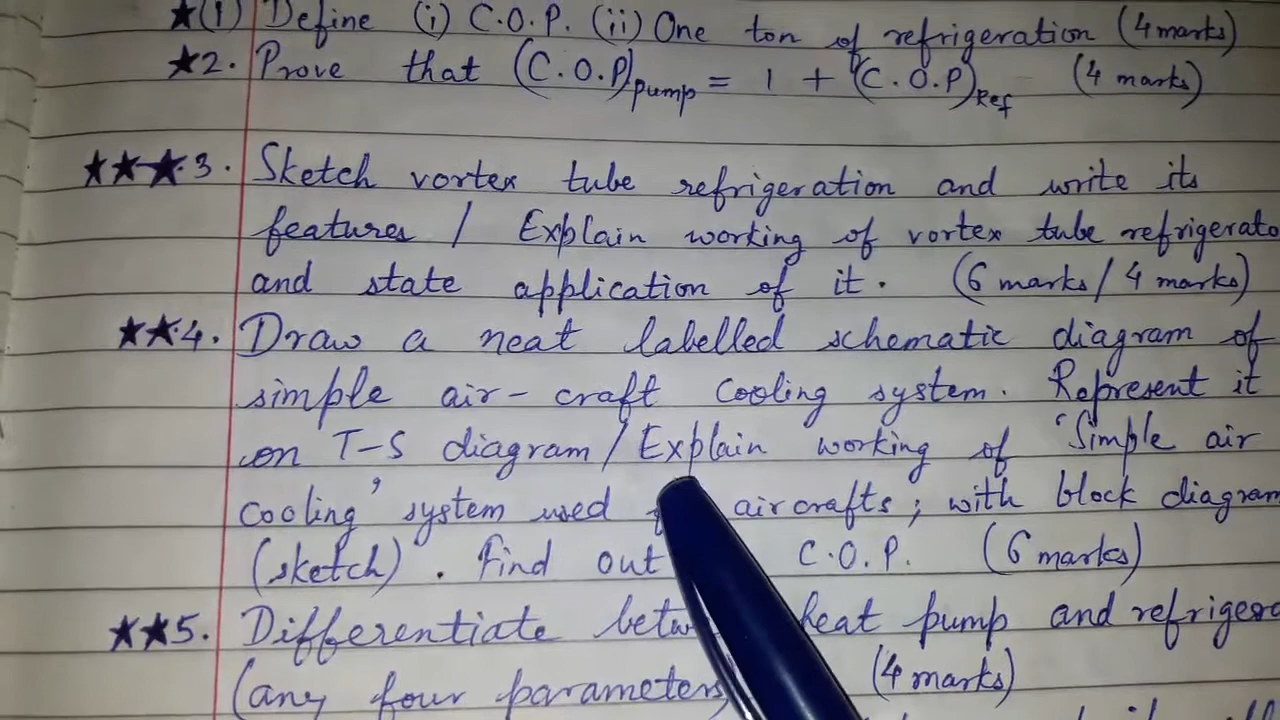 ★(1) Define (i) C.O.P. (ii) One ton of refrigeration (4 marks)
★2. Prove that (C.O.P)pump = 1 + (C.O.P)Ref (4 marks)
★★★3. Sketch vortex tube refrigeration and write its
features / Explain working of vortex tube refrigerato
and state application of it. (6 marks/4 marks)
★★4. Draw a neat labelled schematic diagram of
simple air-craft cooling system. Represent it
on T-S diagram / Explain working of 'Simple air
cooling' system used aircrafts; with block diagram
(sketch). Find out C.O.P. (6 marks)
★★5. Differentiate betw heat pump and refrigera
(any four parameters (4 marks)